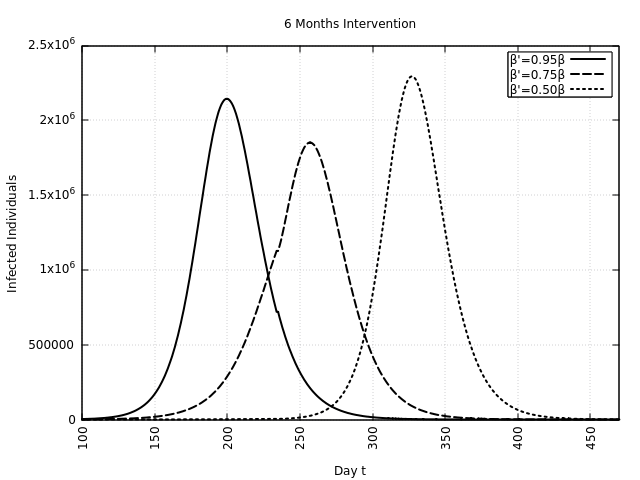 6 Months Intervention
β'=0.95β
β'=0.75β
β'=0.50β
2.5x10⁶
2x10⁶
1.5x10⁶
1x10⁶
500000
0
Infected Individuals
100 150 200 250 300 350 400 450
Day t